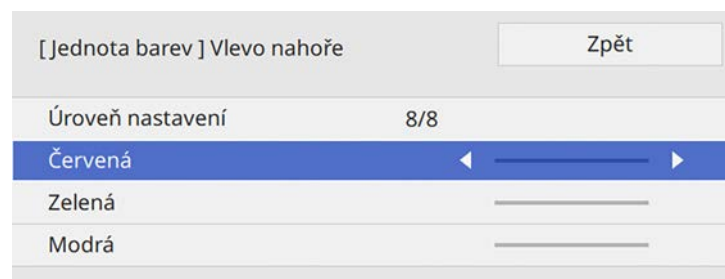 [ Jednota barev ] Vlevo nahoře
Zpět
Úroveň nastavení 8/8
Červená
Zelená
Modrá